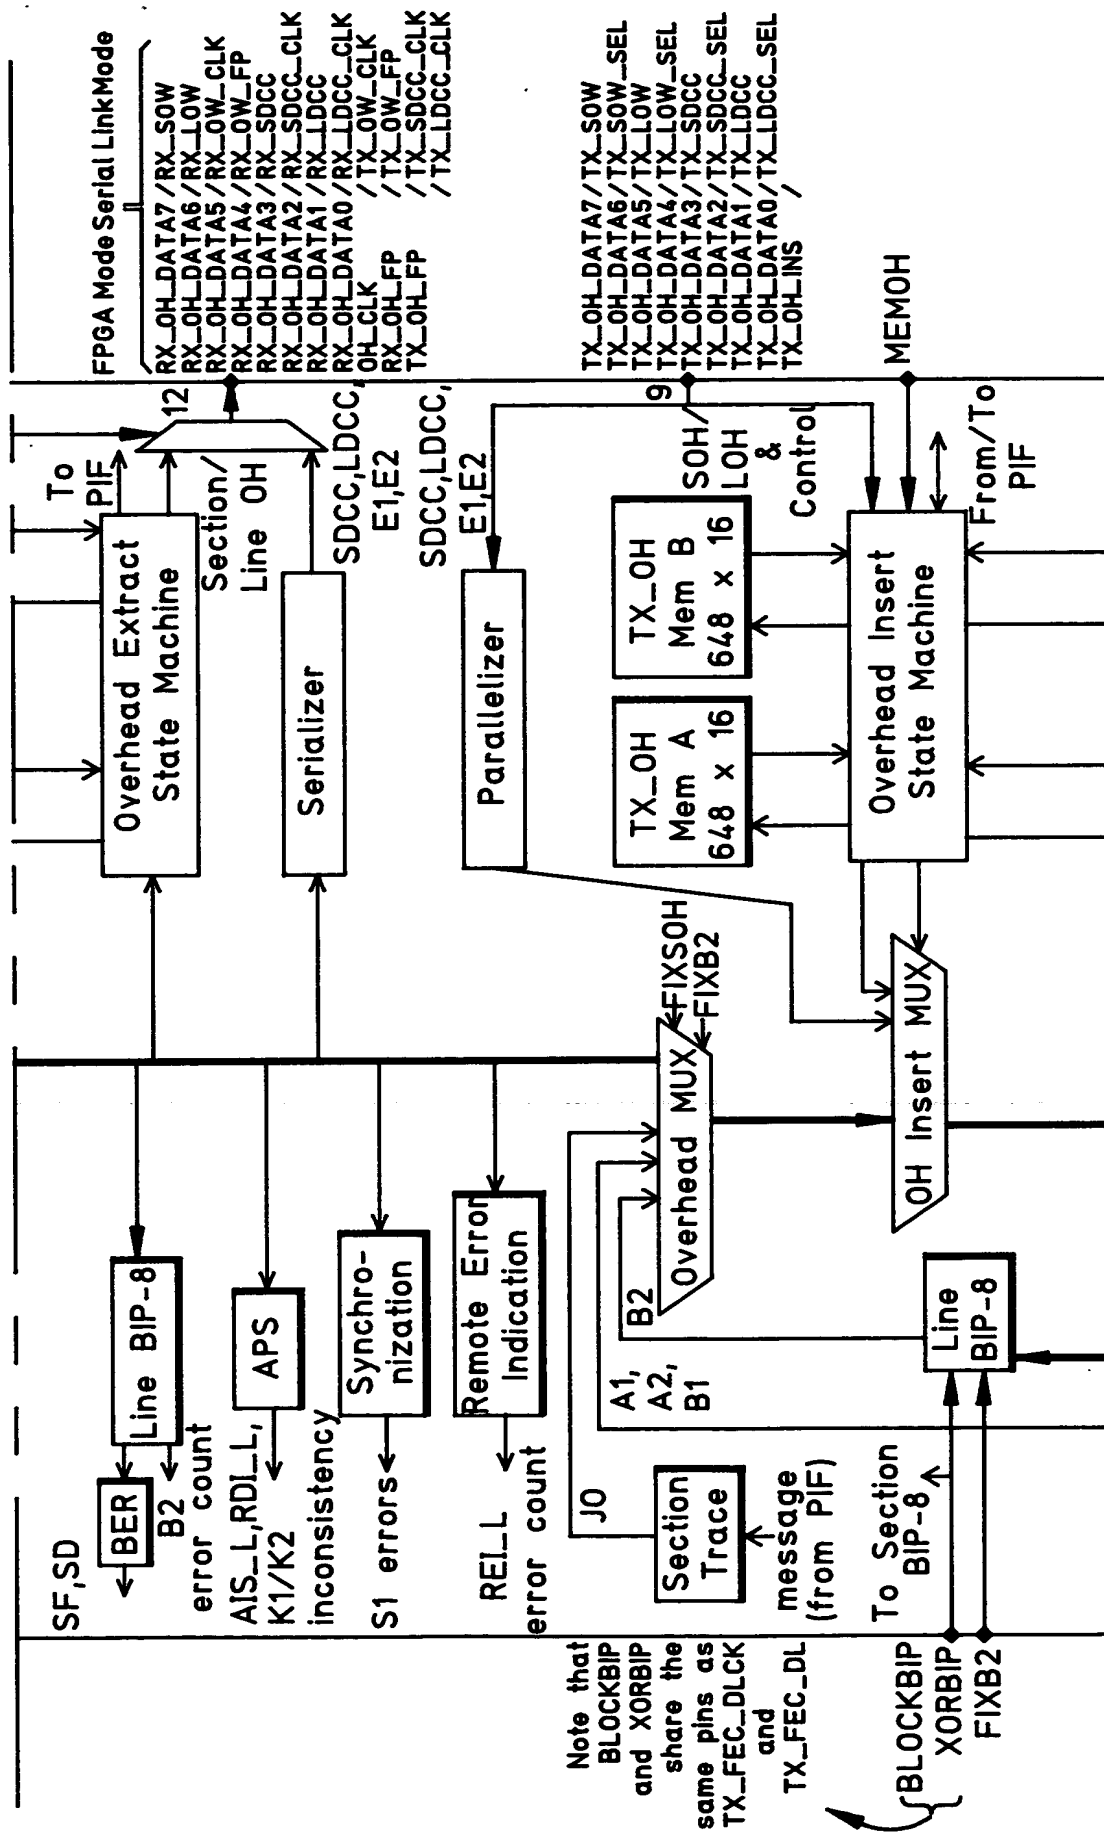 FPGA Mode Serial Link Mode
RX_OH_DATA7/RX_SOW
RX_OH_DATA6/RX_LOW
RX_OH_DATA5/RX_OW_CLK
RX_OH_DATA4/RX_OW_FP
RX_OH_DATA3/RX_SDCC
RX_OH_DATA2/RX_SDCC_CLK
RX_OH_DATA1/RX_LDCC
RX_OH_DATA0/RX_LDCC_CLK
OH_CLK /TX_OW_CLK
RX_OH_FP /TX_OW_FP
TX_OH_FP /TX_SDCC_CLK
/TX_LDCC_CLK
12
To
PIF
Overhead Extract
State Machine
Section/
Line OH
Serializer
SDCC,LDCC,
E1,E2
SDCC,LDCC,
E1,E2
Parallelizer
TX_OH_DATA7/TX_SOW
TX_OH_DATA6/TX_SOW_SEL
TX_OH_DATA5/TX_LOW
TX_OH_DATA4/TX_LOW_SEL
TX_OH_DATA3/TX_SDCC
TX_OH_DATA2/TX_SDCC_SEL
TX_OH_DATA1/TX_LDCC
TX_OH_DATA0/TX_LDCC_SEL
TX_OH_INS /
9
SOH/
LOH
&
Control
MEMOH
TX_OH
Mem B
648 x 16
TX_OH
Mem A
648 x 16
Overhead Insert
State Machine
From/To
PIF
SF,SD
BER
Line BIP-8
B2
error count
AIS_L,RDI_L,
K1/K2
inconsistency
APS
S1 errors
Synchro-
nization
REI_L
error count
Remote Error
Indication
FIXSOH
FIXB2
Overhead MUX
OH Insert MUX
J0
A1,
A2,
B1
B2
Section
Trace
message
(from PIF)
To Section
BIP-8
Line
BIP-8
Note that
BLOCKBIP
and XORBIP
share the
same pins as
TX_FEC_DLCK
and
TX_FEC_DL
BLOCKBIP
XORBIP
FIXB2